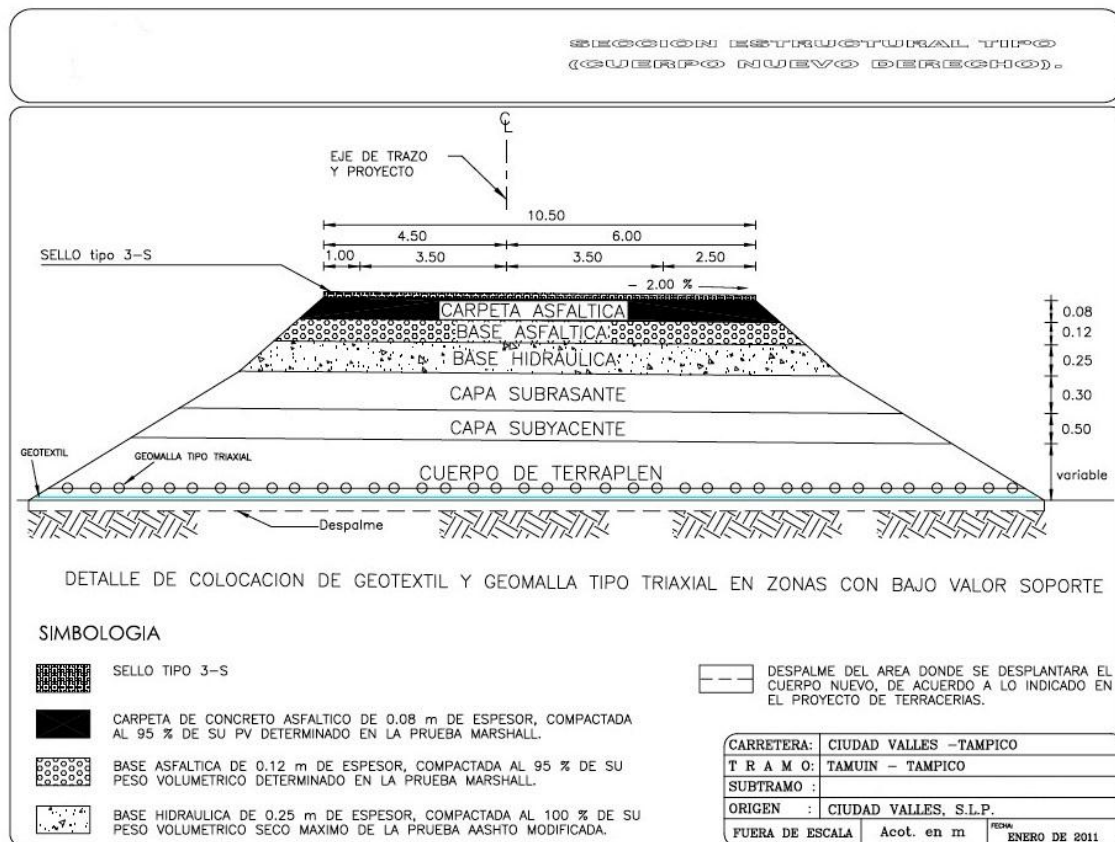 SECCION ESTRUCTURAL TIPO
(CUERPO NUEVO DERECHO).
EJE DE TRAZO
Y PROYECTO
10.50
4.50 6.00
1.00 3.50 3.50 2.50
SELLO tipo 3-S
- 2.00 %
CARPETA ASFALTICA
0.08
BASE ASFALTICA
0.12
BASE HIDRAULICA
0.25
CAPA SUBRASANTE
0.30
CAPA SUBYACENTE
0.50
GEOTEXTIL
GEOMALLA TIPO TRIAXIAL
CUERPO DE TERRAPLEN
variable
Despalme
DETALLE DE COLOCACION DE GEOTEXTIL Y GEOMALLA TIPO TRIAXIAL EN ZONAS CON BAJO VALOR SOPORTE
SIMBOLOGIA
SELLO TIPO 3-S
CARPETA DE CONCRETO ASFALTICO DE 0.08 m DE ESPESOR, COMPACTADA
AL 95 % DE SU PV DETERMINADO EN LA PRUEBA MARSHALL.
BASE ASFALTICA DE 0.12 m DE ESPESOR, COMPACTADA AL 95 % DE SU
PESO VOLUMETRICO DETERMINADO EN LA PRUEBA MARSHALL.
BASE HIDRAULICA DE 0.25 m DE ESPESOR, COMPACTADA AL 100 % DE SU
PESO VOLUMETRICO SECO MAXIMO DE LA PRUEBA AASHTO MODIFICADA.
DESPALME DEL AREA DONDE SE DESPLANTARA EL
CUERPO NUEVO, DE ACUERDO A LO INDICADO EN
EL PROYECTO DE TERRACERIAS.
CARRETERA: CIUDAD VALLES -TAMPICO
T R A M O: TAMUIN - TAMPICO
SUBTRAMO :
ORIGEN : CIUDAD VALLES, S.L.P.
FUERA DE ESCALA Acot. en m FECHA: ENERO DE 2011